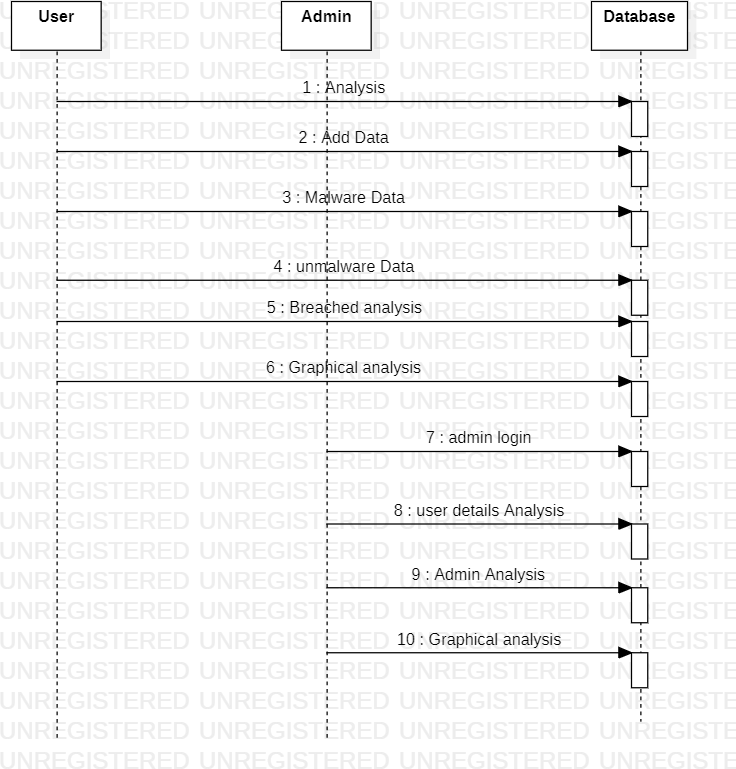 User Admin Database
1 : Analysis
2 : Add Data
3 : Malware Data
4 : unmalware Data
5 : Breached analysis
6 : Graphical analysis
7 : admin login
8 : user details Analysis
9 : Admin Analysis
10 : Graphical analysis
UNREGISTERED